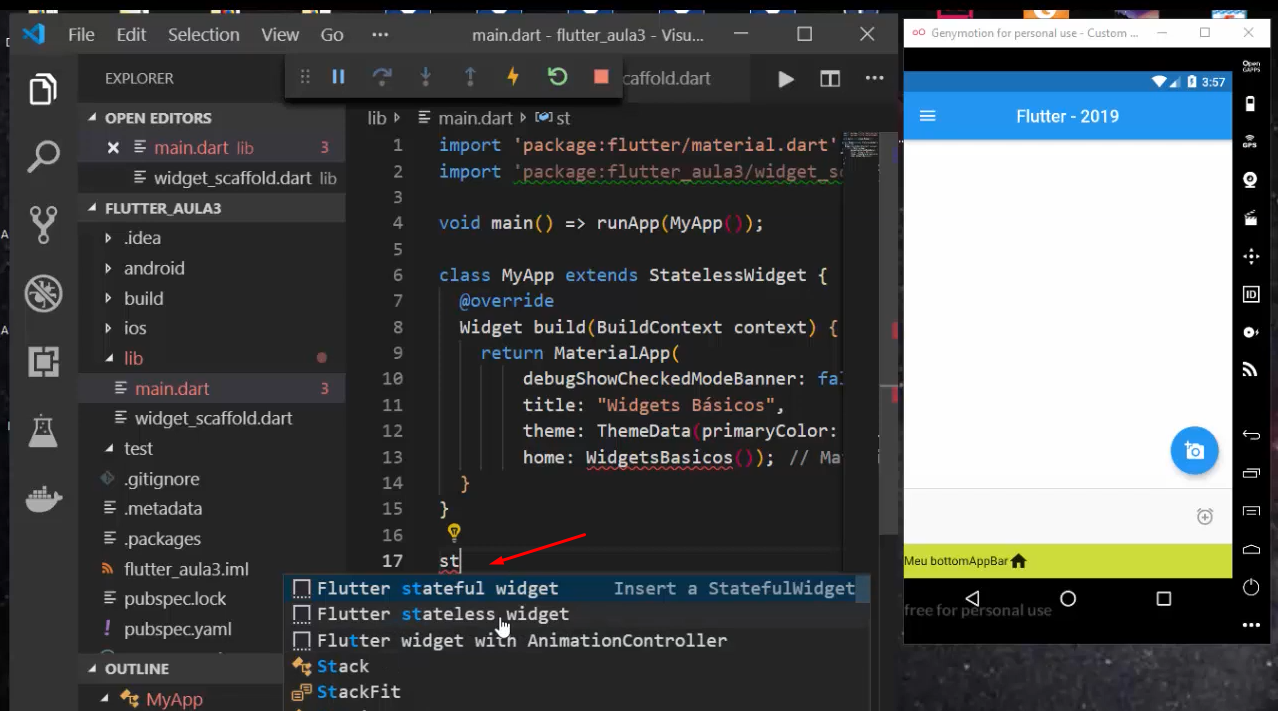 File Edit Selection View Go ··· main.dart - flutter_aula3 - Visu...
EXPLORER
caffold.dart
OPEN EDITORS
main.dart lib 3
widget_scaffold.dart lib
FLUTTER_AULA3
.idea
android
build
ios
lib
main.dart 3
widget_scaffold.dart
test
.gitignore
.metadata
.packages
flutter_aula3.iml
pubspec.lock
pubspec.yaml
OUTLINE
MyApp
lib > main.dart > st
1 import 'package:flutter/material.dart'
2 import 'package:flutter_aula3/widget_s
3
4 void main() => runApp(MyApp());
5
6 class MyApp extends StatelessWidget {
7 @override
8 Widget build(BuildContext context) {
9 return MaterialApp(
10 debugShowCheckedModeBanner: fal
11 title: "Widgets Básicos",
12 theme: ThemeData(primaryColor:
13 home: WidgetsBasicos()); // Ma
14 }
15 }
16
17 st
Flutter stateful widget Insert a StatefulWidget
Flutter stateless widget
Flutter widget with AnimationController
Stack
StackFit
Genymotion for personal use - Custom ...
3:57
Flutter - 2019
Meu bottomAppBar
free for personal use
Open
GAPPS
GPS
ID